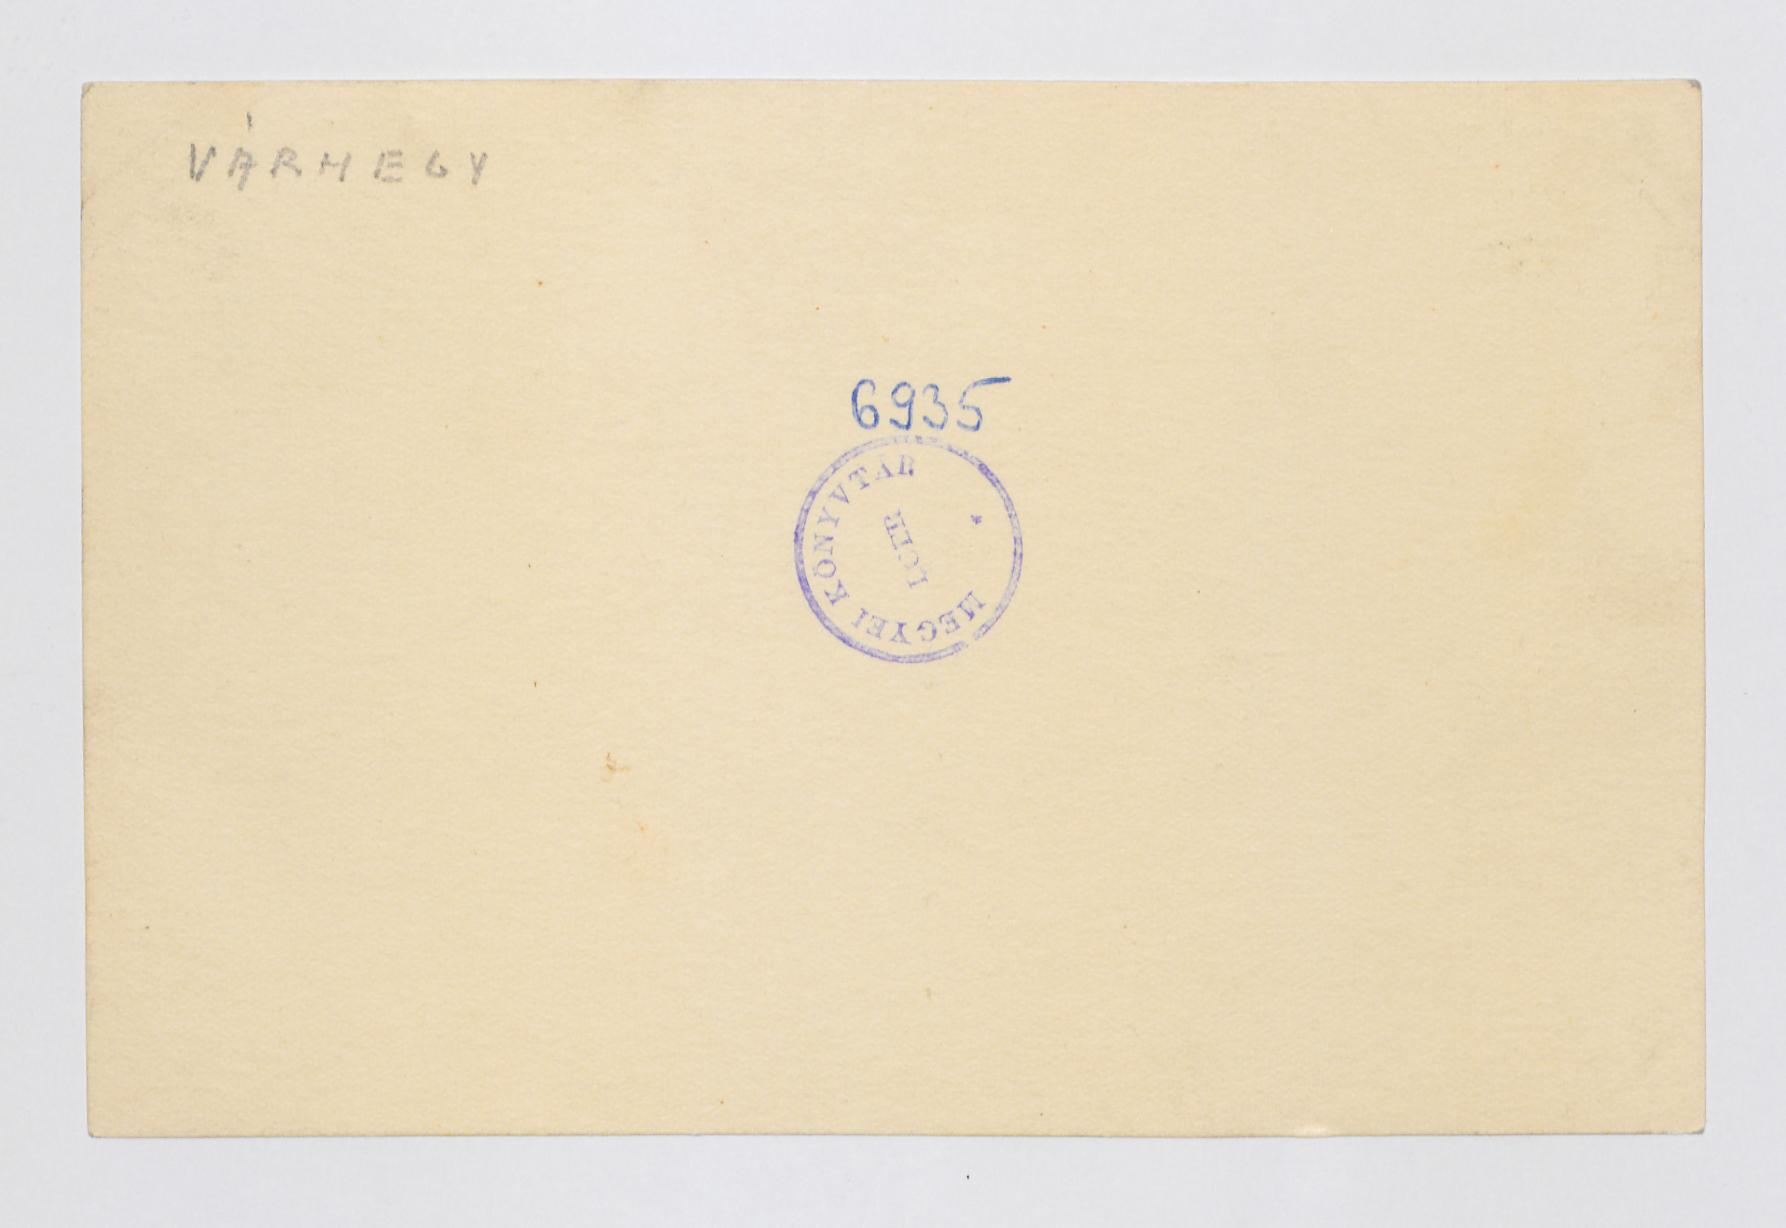 VÁRHEGY
6935
MEGYEI KÖNYVTÁR
EGER